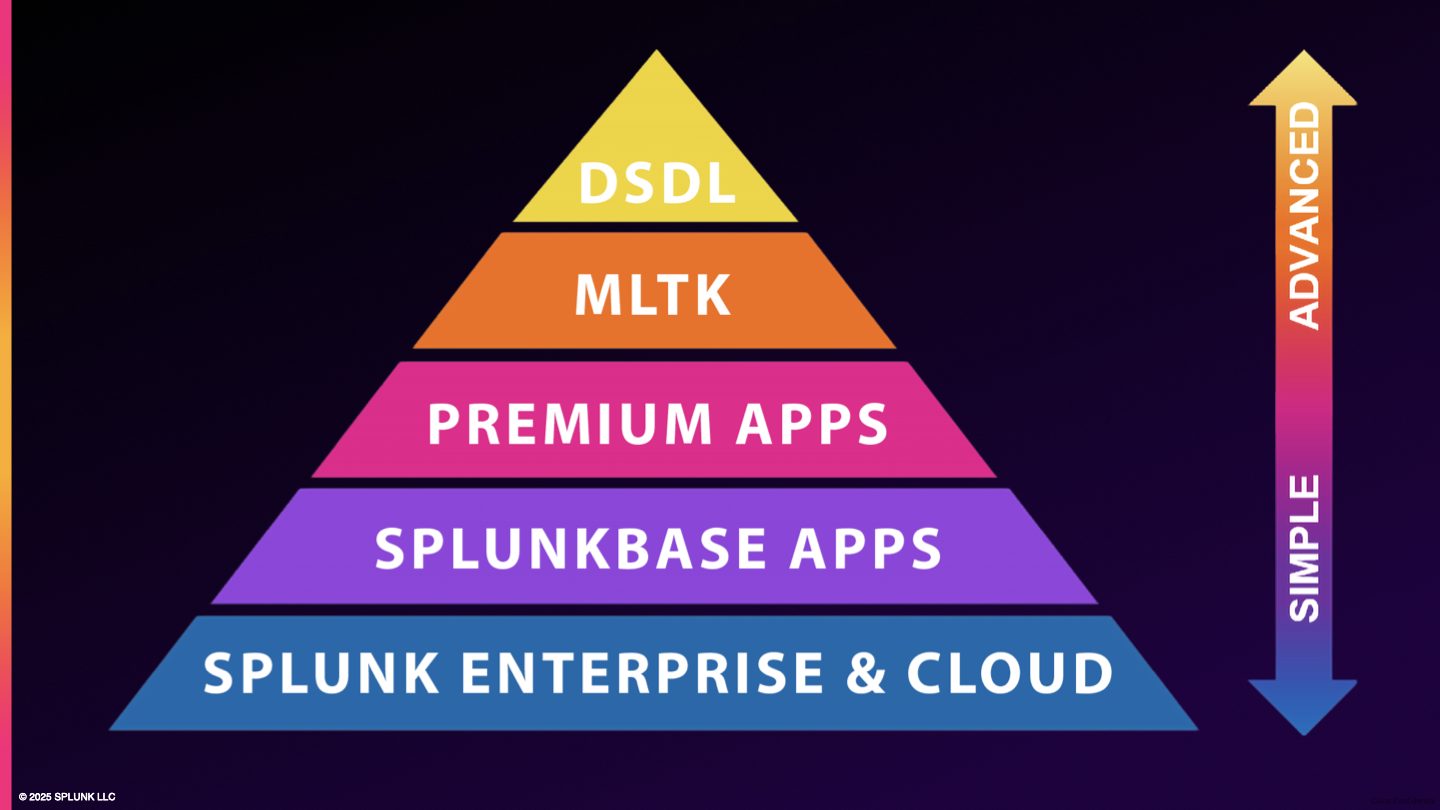 DSDL
MLTK
PREMIUM APPS
SPLUNKBASE APPS
SPLUNK ENTERPRISE & CLOUD
ADVANCED
SIMPLE
© 2025 SPLUNK LLC